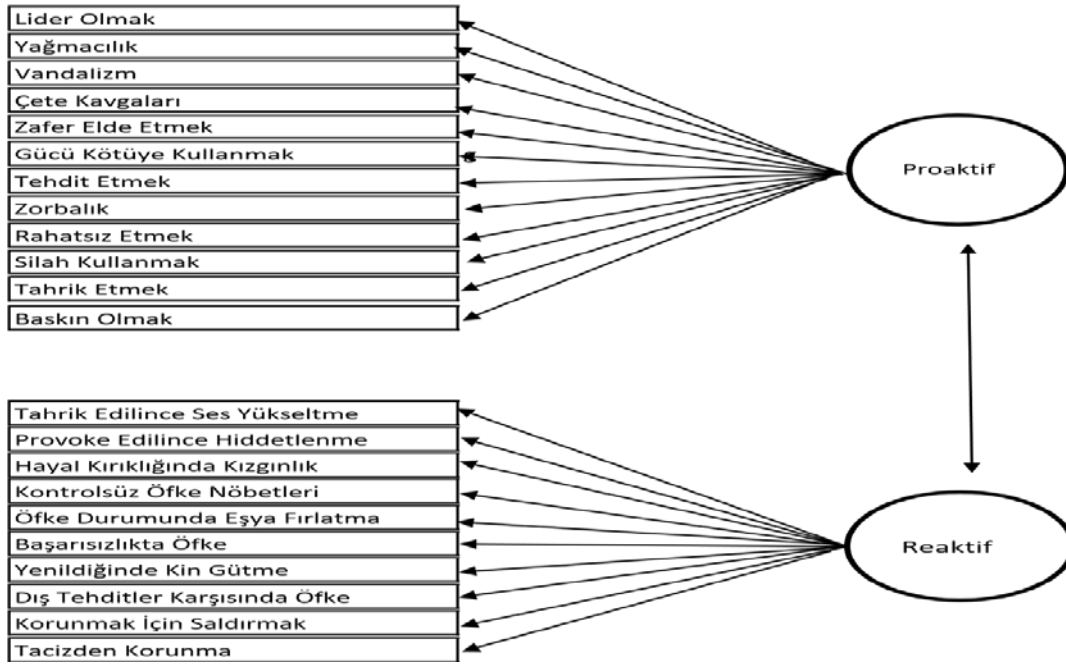 Lider Olmak
Yağmacılık
Vandalizm
Çete Kavgaları
Zafer Elde Etmek
Gücü Kötüye Kullanmak
Tehdit Etmek
Zorbalık
Rahatsız Etmek
Silah Kullanmak
Tahrik Etmek
Baskın Olmak
Proaktif
Tahrik Edilince Ses Yükseltme
Provoke Edilince Hiddetlenme
Hayal Kırıklığında Kızgınlık
Kontrolsüz Öfke Nöbetleri
Öfke Durumunda Eşya Fırlatma
Başarısızlıkta Öfke
Yenildiğinde Kin Gütme
Dış Tehditler Karşısında Öfke
Korunmak İçin Saldırmak
Tacizden Korunma
Reaktif